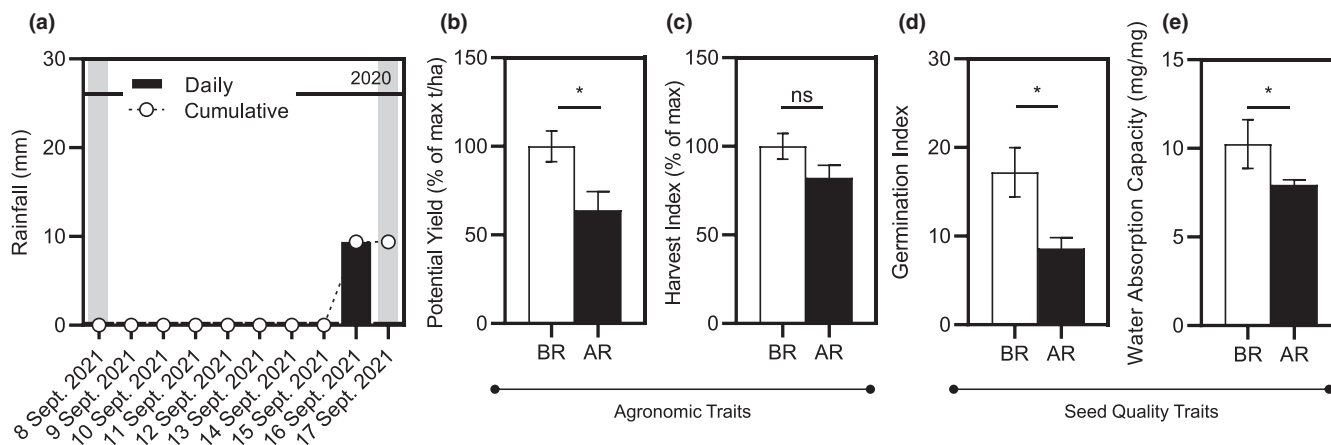 (a)
Rainfall (mm)
30
20
10
0
2020
Daily
Cumulative
8 Sept. 2021
9 Sept. 2021
10 Sept. 2021
11 Sept. 2021
12 Sept. 2021
13 Sept. 2021
14 Sept. 2021
15 Sept. 2021
16 Sept. 2021
17 Sept. 2021
(b)
Potential Yield (% of max t/ha)
150
100
50
0
*
BR AR
(c)
Harvest Index (% of max)
150
100
50
0
ns
BR AR
Agronomic Traits
(d)
Germination Index
30
20
10
0
*
BR AR
(e)
Water Absorption Capacity (mg/mg)
15
10
5
0
*
BR AR
Seed Quality Traits